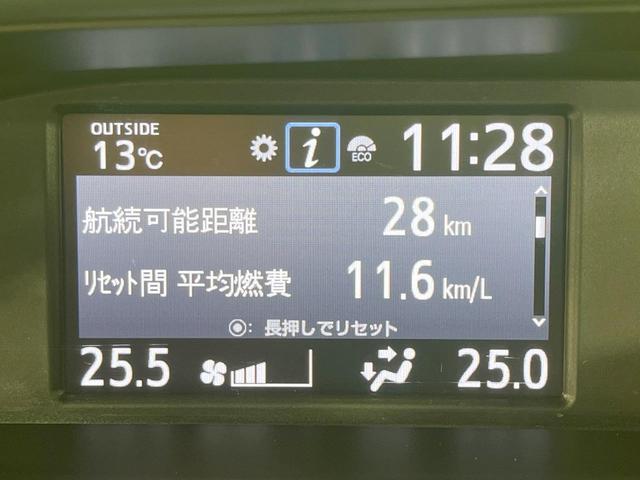 OUTSIDE
13℃
i
ECO
11:28
航続可能距離 28 km
リセット間 平均燃費 11.6 km/L
◉: 長押しでリセット
25.5 25.0